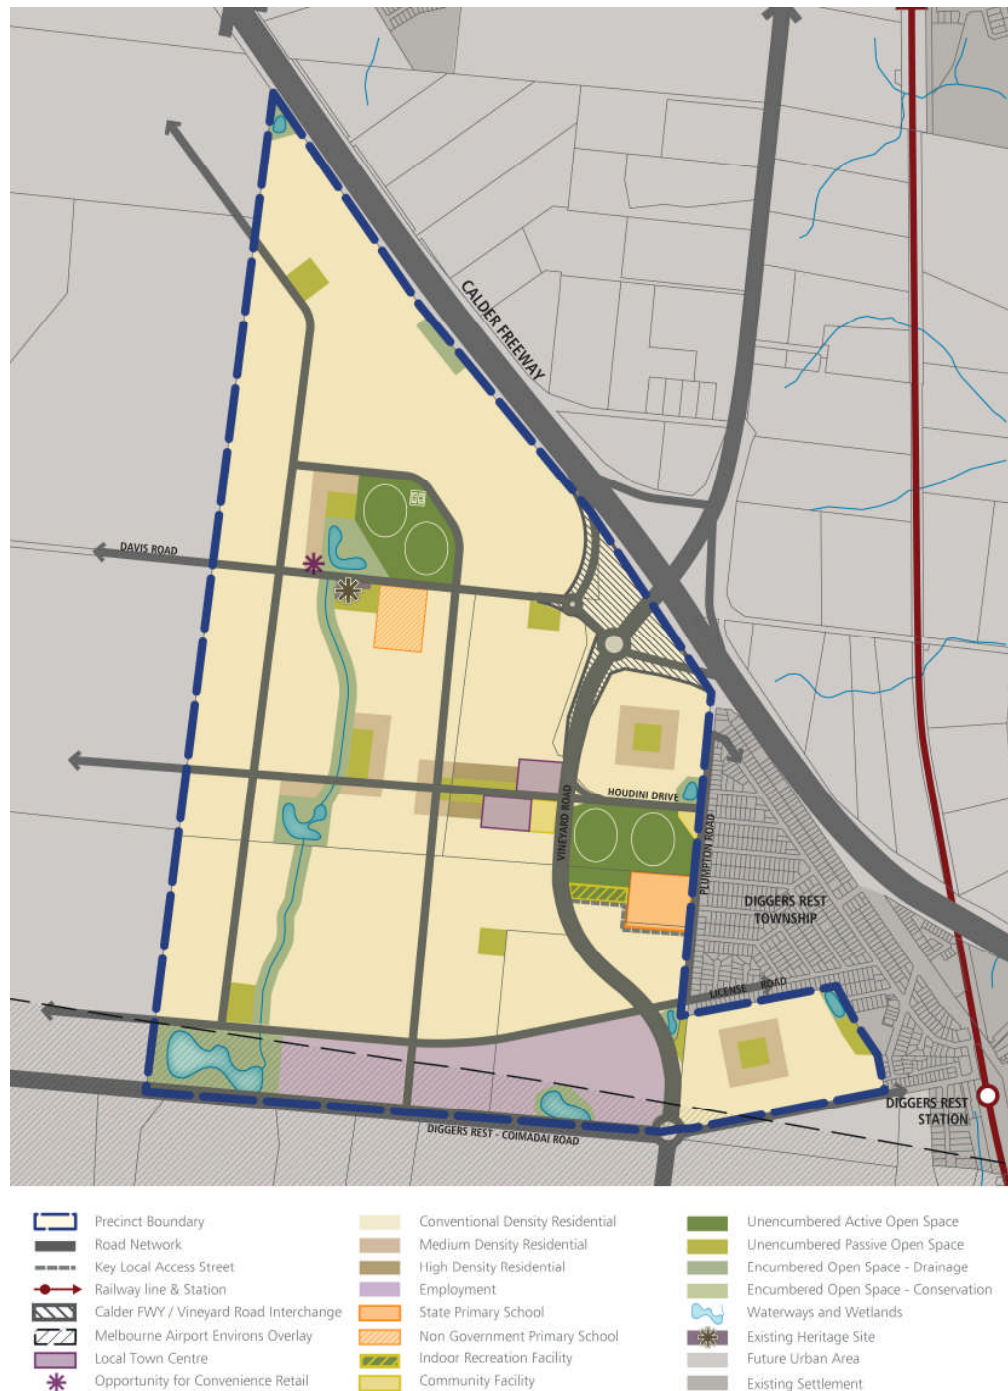 CALDER FREEWAY
DAVIS ROAD
HOUDINI DRIVE
VINEYARD ROAD
PLUMPTON ROAD
DIGGERS REST
TOWNSHIP
LICENSE ROAD
DIGGERS REST
STATION
DIGGERS REST - COIMADAI ROAD
Precinct Boundary
Road Network
Key Local Access Street
Railway line & Station
Calder FWY / Vineyard Road Interchange
Melbourne Airport Environs Overlay
Local Town Centre
Opportunity for Convenience Retail
Conventional Density Residential
Medium Density Residential
High Density Residential
Employment
State Primary School
Non Government Primary School
Indoor Recreation Facility
Community Facility
Unencumbered Active Open Space
Unencumbered Passive Open Space
Encumbered Open Space - Drainage
Encumbered Open Space - Conservation
Waterways and Wetlands
Existing Heritage Site
Future Urban Area
Existing Settlement